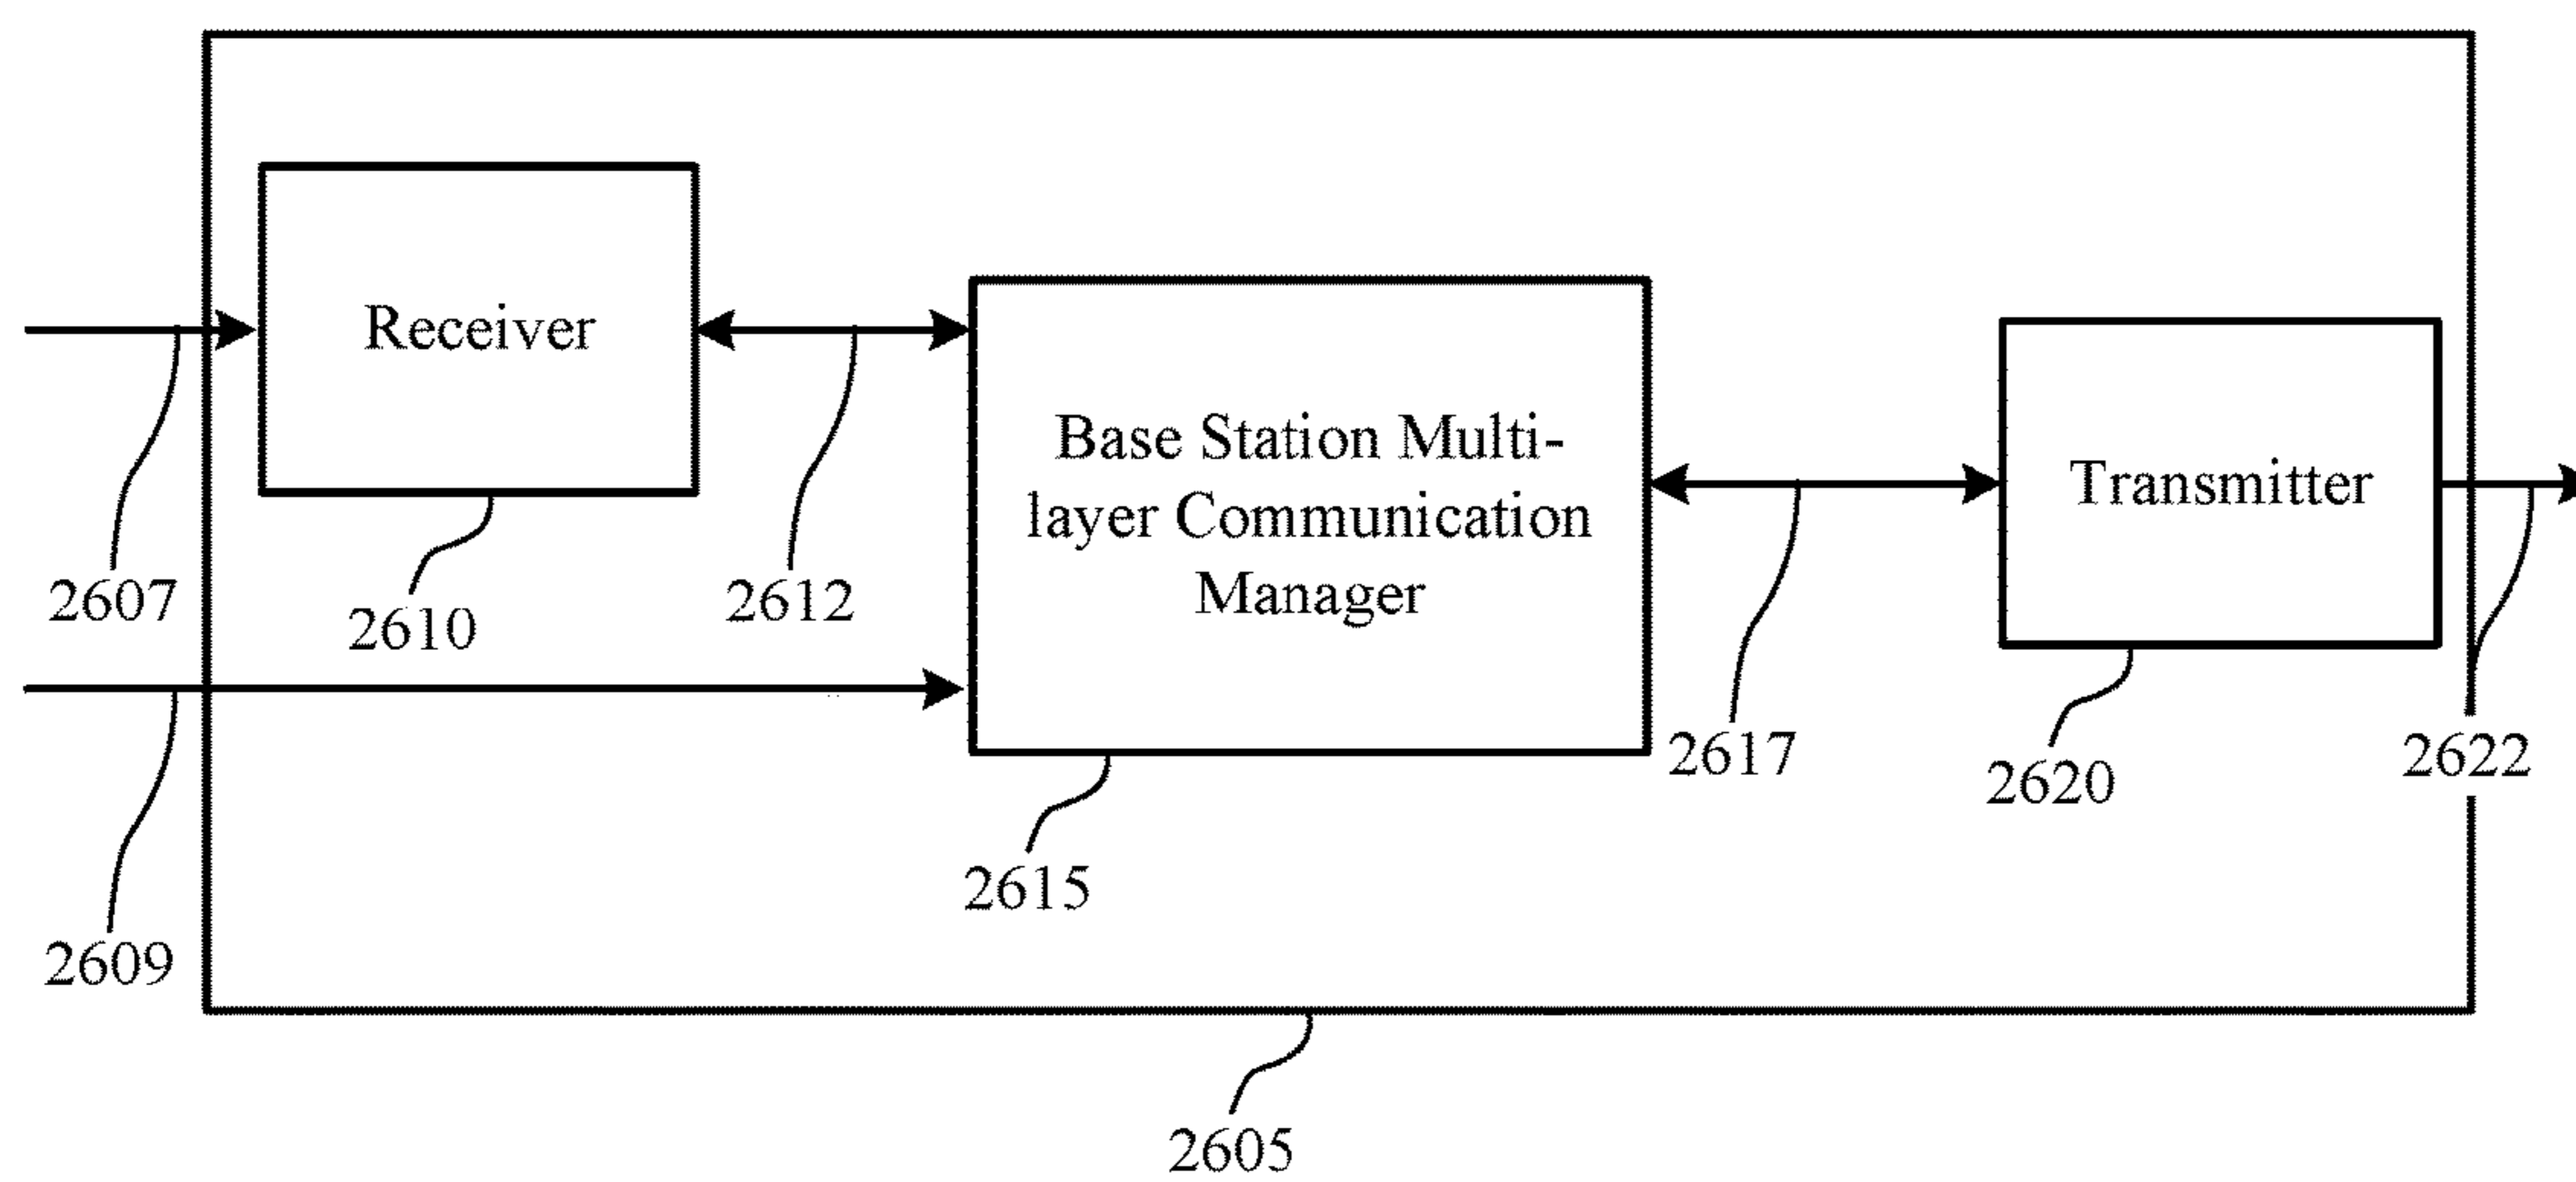 Receiver
Base Station Multi-
layer Communication
Manager
Transmitter
2607
2610
2612
2617
2620
2622
2615
2609
2605